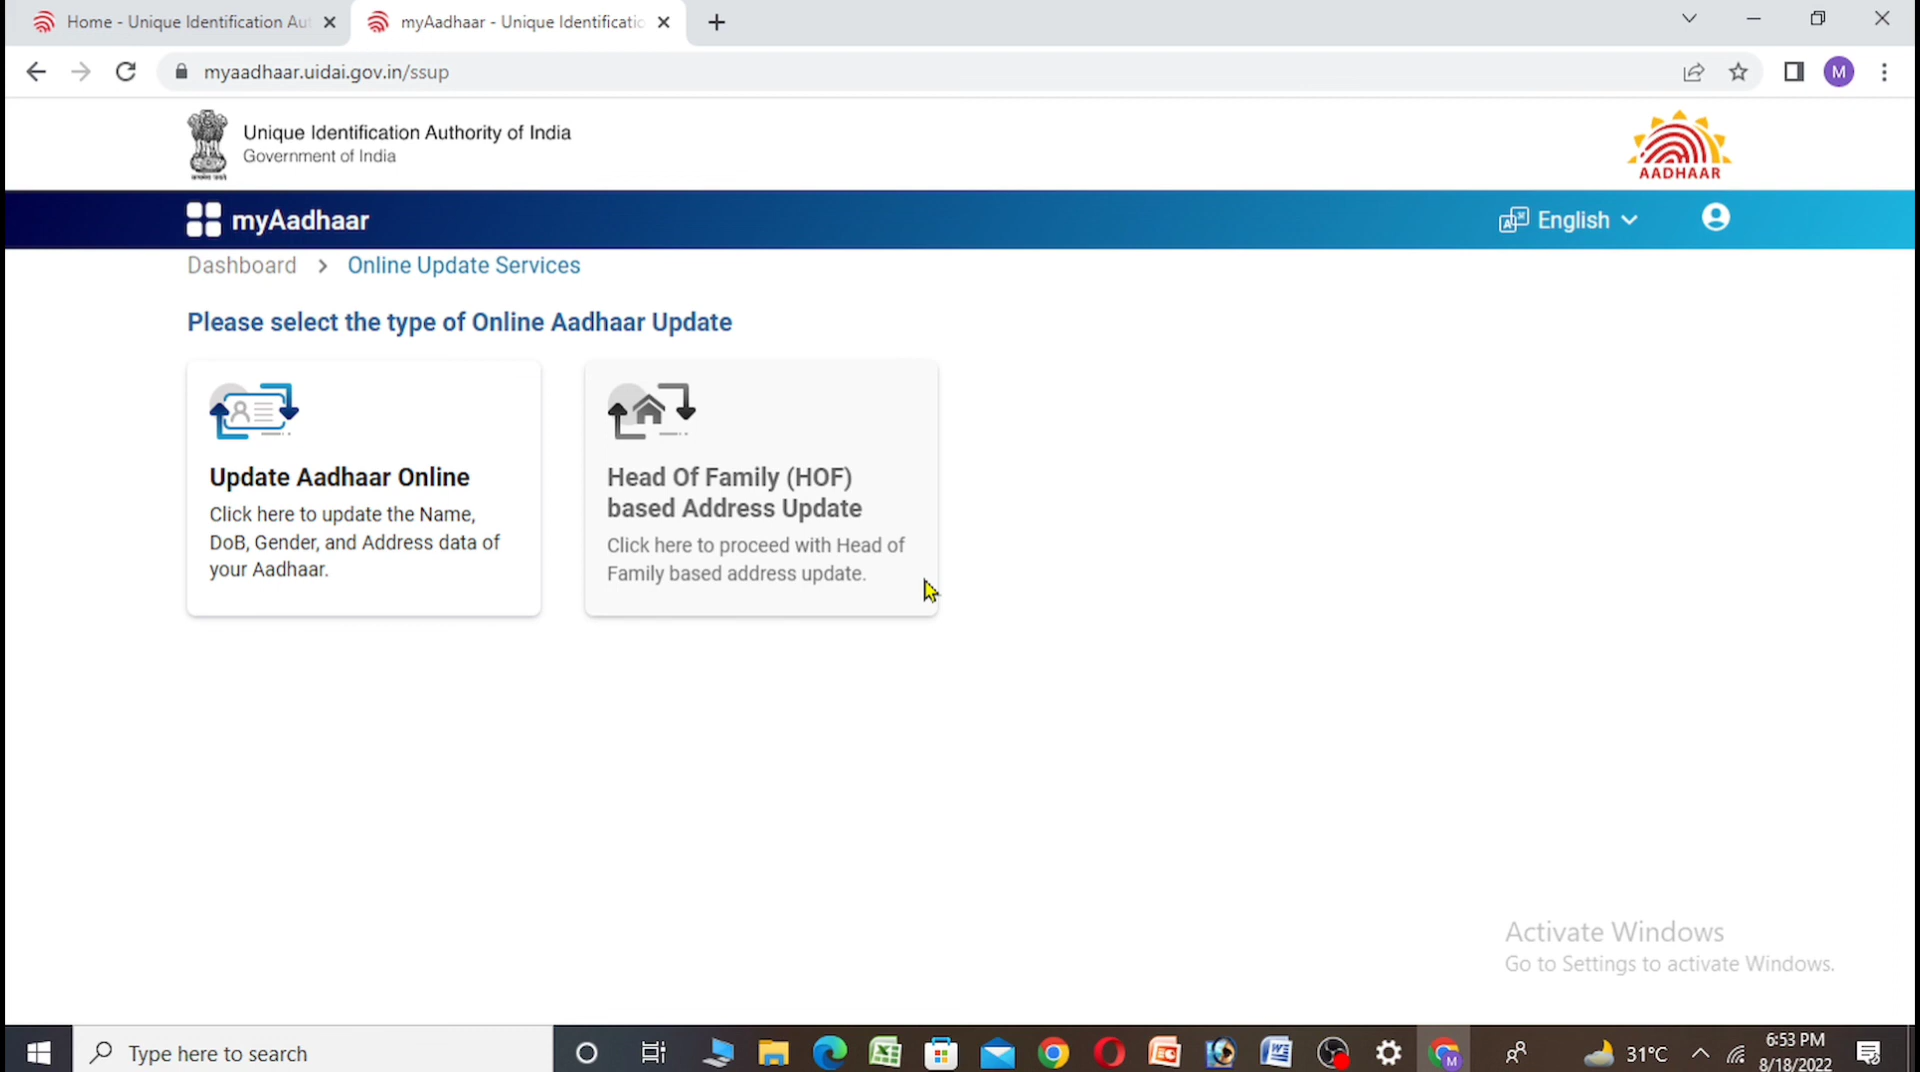 Home - Unique Identification Aut
myAadhaar - Unique Identificatio
myaadhaar.uidai.gov.in/ssup
M
Unique Identification Authority of India
Government of India
AADHAAR
myAadhaar
English
Dashboard > Online Update Services
Please select the type of Online Aadhaar Update
Update Aadhaar Online
Click here to update the Name,
DoB, Gender, and Address data of
your Aadhaar.
Head Of Family (HOF)
based Address Update
Click here to proceed with Head of
Family based address update.
Activate Windows
Go to Settings to activate Windows.
Type here to search
31°C
6:53 PM
8/18/2022